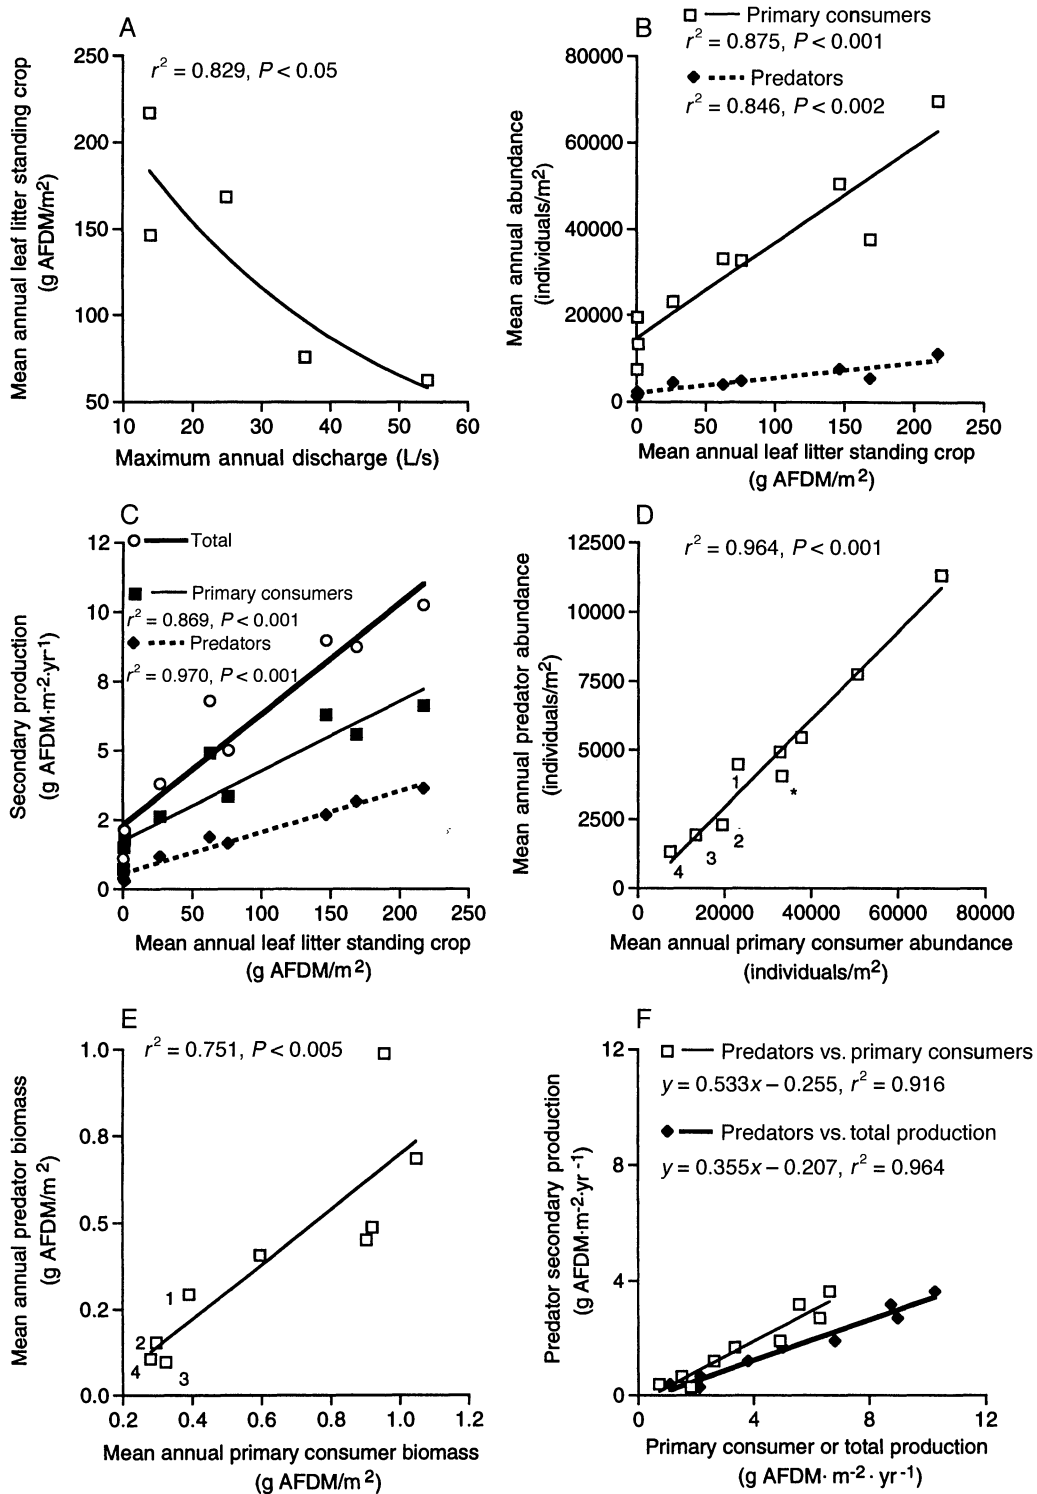 A
r² = 0.829, P < 0.05
Mean annual leaf litter standing crop
(g AFDM/m²)
250
200
150
100
50
10 20 30 40 50 60
Maximum annual discharge (L/s)
B
Primary consumers
r² = 0.875, P < 0.001
Predators
r² = 0.846, P < 0.002
Mean annual abundance
(individuals/m²)
80000
60000
40000
20000
0
0 50 100 150 200 250
Mean annual leaf litter standing crop
(g AFDM/m²)
C
Total
Primary consumers
r² = 0.869, P < 0.001
Predators
r² = 0.970, P < 0.001
Secondary production
(g AFDM·m-2·yr-1)
12
10
8
5
2
0
0 50 100 150 200 250
Mean annual leaf litter standing crop
(g AFDM/m²)
D
r² = 0.964, P < 0.001
Mean annual predator abundance
(individuals/m²)
12500
10000
7500
5000
2500
0
1
*
2
3
4
0 20000 40000 60000 80000
Mean annual primary consumer abundance
(individuals/m²)
E
r² = 0.751, P < 0.005
Mean annual predator biomass
(g AFDM/m²)
1.0
0.8
0.5
0.2
0.0
1
2
4
3
0.2 0.4 0.6 0.8 1.0 1.2
Mean annual primary consumer biomass
(g AFDM/m²)
F
Predators vs. primary consumers
y = 0.533x – 0.255, r² = 0.916
Predators vs. total production
y = 0.355x – 0.207, r² = 0.964
Predator secondary production
(g AFDM·m-2·yr-1)
12
8
4
0
0 4 8 12
Primary consumer or total production
(g AFDM· m-2 · yr-1)